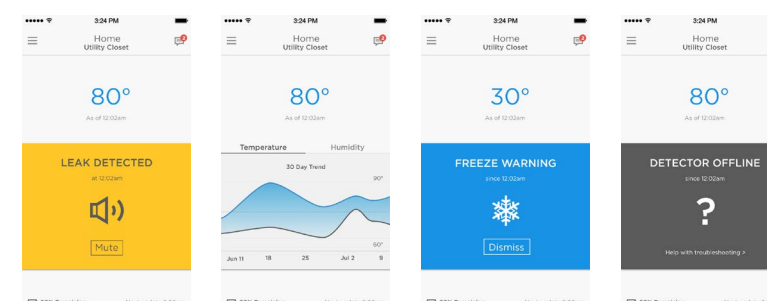 3:24 PM
Home
Utility Closet
2
80°
As of 12:02am
LEAK DETECTED
at 12:02am
Mute
3:24 PM
Home
Utility Closet
2
80°
As of 12:02am
Temperature Humidity
30 Day Trend
90°
60°
Jun 11 18 25 Jul 2 9
3:24 PM
Home
Utility Closet
2
30°
As of 12:02am
FREEZE WARNING
since 12:02am
Dismiss
3:24 PM
Home
Utility Closet
80°
As of 12:02am
DETECTOR OFFLINE
since 12:02am
?
Help with troubleshooting >